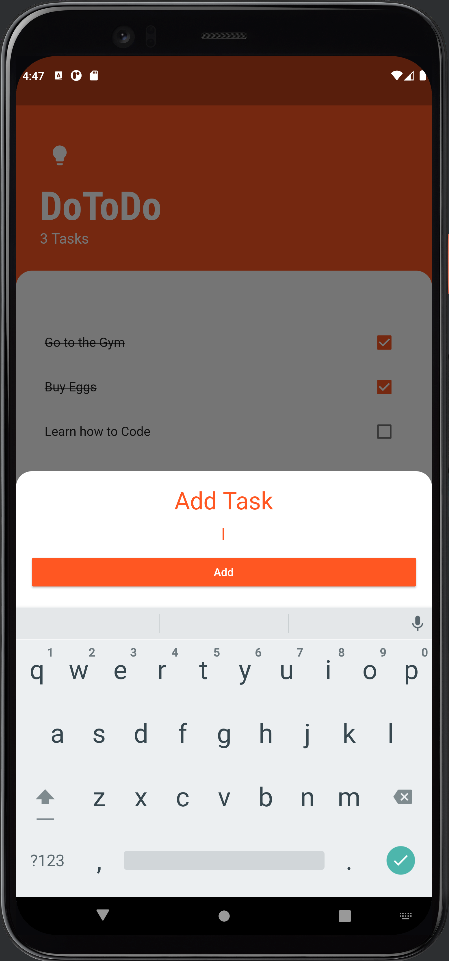 4:47
DoToDo
3 Tasks
Go to the Gym
Buy Eggs
Learn how to Code
Add Task
Add
1 2 3 4 5 6 7 8 9 0
q w e r t y u i o p
a s d f g h j k l
z x c v b n m
?123 , .